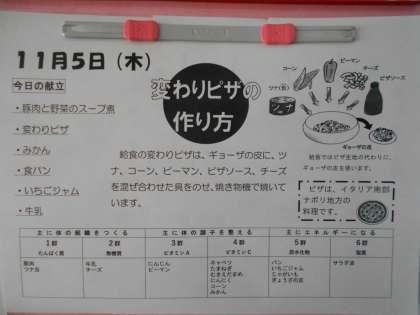 11月5日(木)
今日の献立
・豚肉と野菜のスープ煮
・変わりピザ
・みかん
・食パン
・いちごジャム
・牛乳
変わりピザの
作り方
給食の変わりピザは、ギョーザの皮に、ツ
ナ、コーン、ピーマン、ピザソース、チーズ
を混ぜ合わせた具をのせ、焼き物機で焼いて
います。
コーン
ピーマン
チーズ
ピザソース
ツナ(缶)
ツナ
ギョーザの皮
給食ではピザ生地の代わりに、
ギョーザの皮を使います。
ピザは、イタリア南部
ナポリ地方の
料理です。
主に体の組織をつくる
主に体の調子を整える
主にエネルギーになる
1群
2群
3群
4群
5群
6群
たんぱく質
無機質
ビタミンA
ビタミンC
炭水化物
脂質
豚肉
ツナ缶
牛乳
チーズ
にんじん
ピーマン
キャベツ
たまねぎ
むきえだまめ
にんにく
コーン
みかん
パン
いちごジャム
じゃがいも
ぎょうざの皮
サラダ油